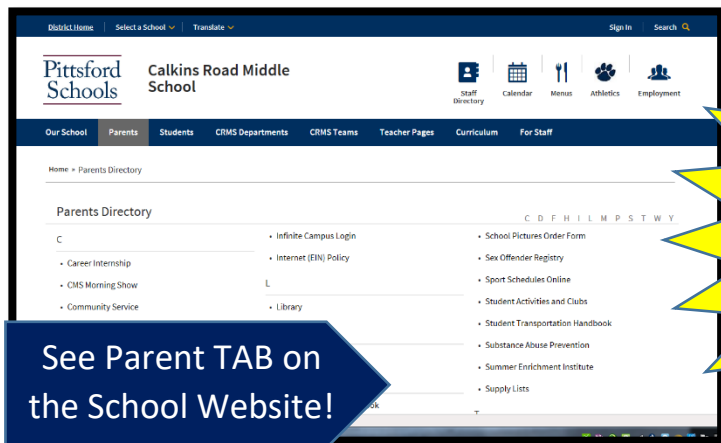 District Home Select a School Translate Sign In Search
Pittsford Schools
Calkins Road Middle School
Staff Directory
Calendar
Menus
Athletics
Employment
Our School Parents Students CRMS Departments CRMS Teams Teacher Pages Curriculum For Staff
Home » Parents Directory
Parents Directory
C D F H I L M P S T W Y
C
• Career Internship
• CMS Morning Show
• Community Service
• Infinite Campus Login
• Internet (EIN) Policy
L
• Library
• School Pictures Order Form
• Sex Offender Registry
• Sport Schedules Online
• Student Activities and Clubs
• Student Transportation Handbook
• Substance Abuse Prevention
• Summer Enrichment Institute
• Supply Lists
See Parent TAB on
the School Website!